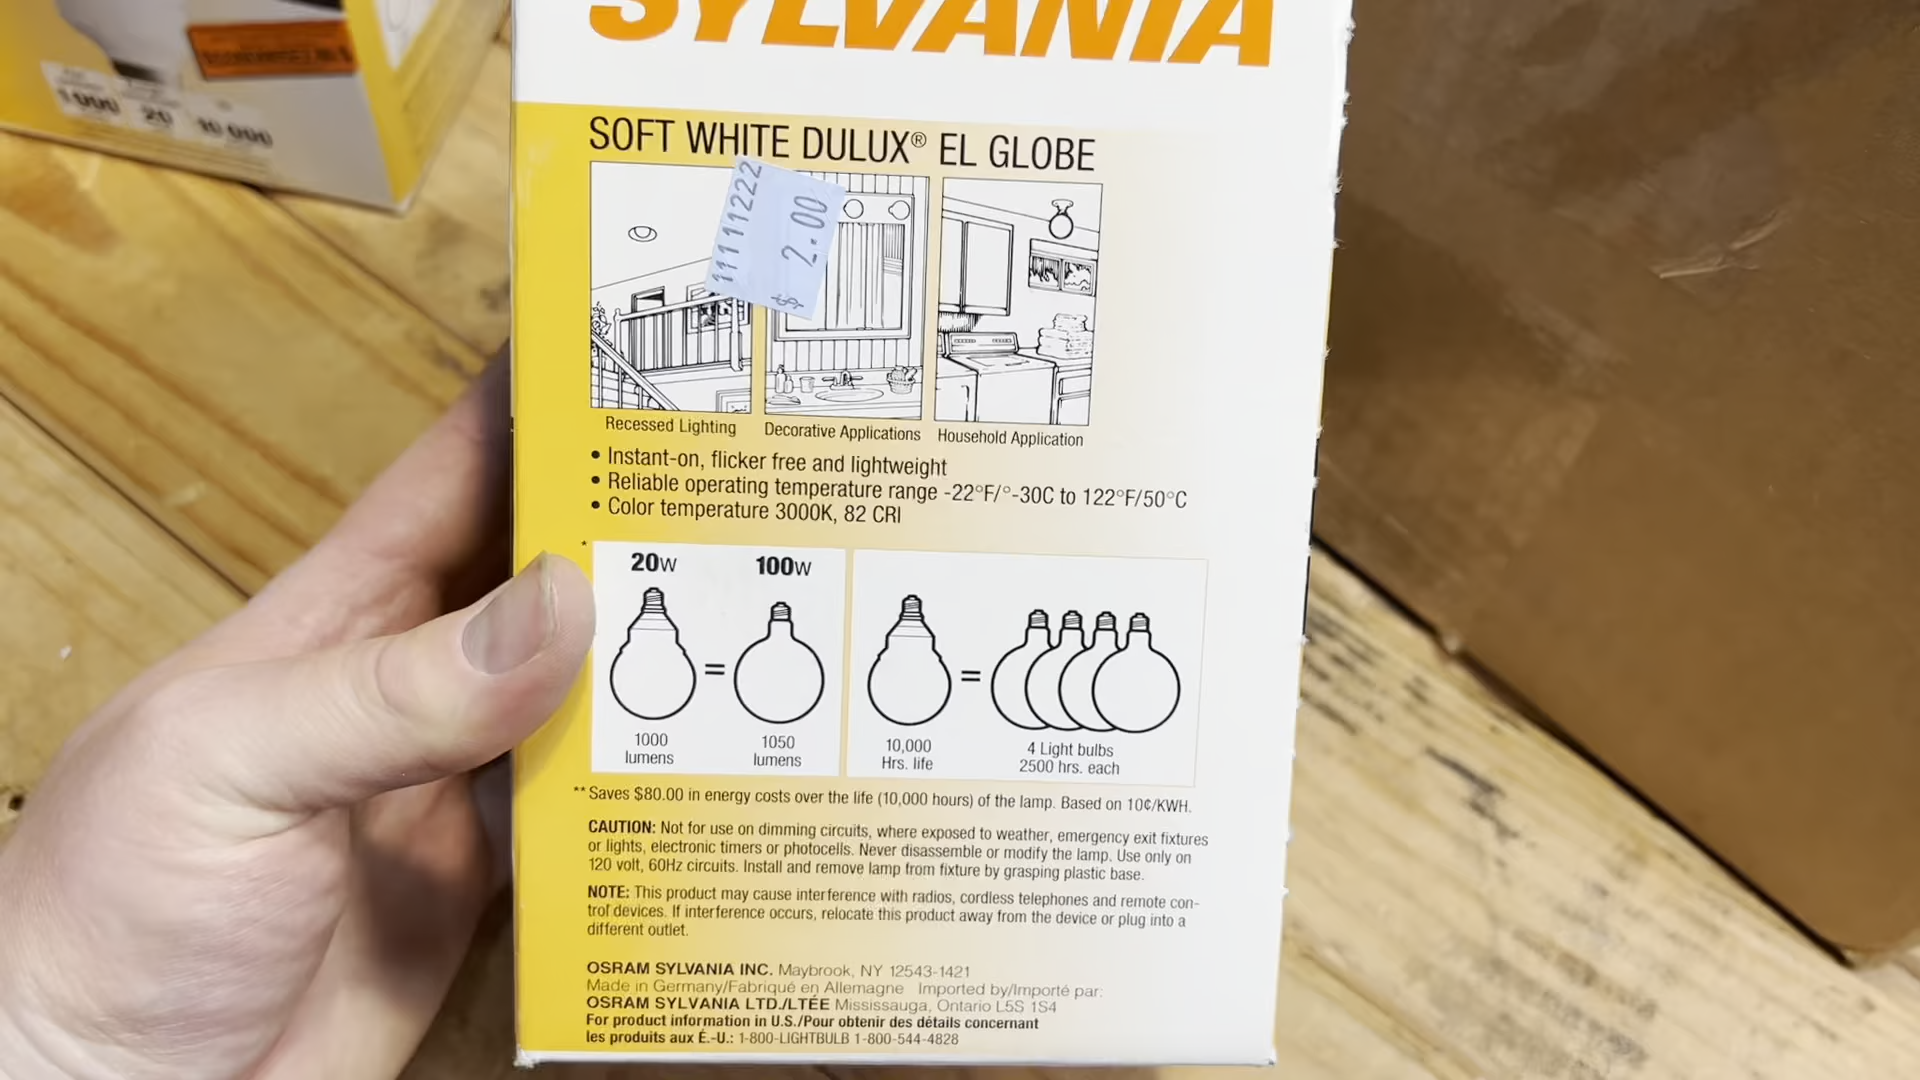 SYLVANIA
SOFT WHITE DULUX® EL GLOBE
11111222
$ 2.00
Recessed Lighting
Decorative Applications
Household Application
• Instant-on, flicker free and lightweight
• Reliable operating temperature range -22°F/°-30C to 122°F/50°C
• Color temperature 3000K, 82 CRI
*
20W
100W
=
=
1000
lumens
1050
lumens
10,000
Hrs. life
4 Light bulbs
2500 hrs. each
** Saves $80.00 in energy costs over the life (10,000 hours) of the lamp. Based on 10¢/KWH.
CAUTION: Not for use on dimming circuits, where exposed to weather, emergency exit fixtures
or lights, electronic timers or photocells. Never disassemble or modify the lamp. Use only on
120 volt, 60Hz circuits. Install and remove lamp from fixture by grasping plastic base.
NOTE: This product may cause interference with radios, cordless telephones and remote con-
trol devices. If interference occurs, relocate this product away from the device or plug into a
different outlet.
OSRAM SYLVANIA INC. Maybrook, NY 12543-1421
Made in Germany/Fabriqué en Allemagne Imported by/Importé par:
OSRAM SYLVANIA LTD./LTÉE Mississauga, Ontario L5S 1S4
For product information in U.S./Pour obtenir des détails concernant
les produits aux É.-U.: 1-800-LIGHTBULB 1-800-544-4828
1000 20 10 000